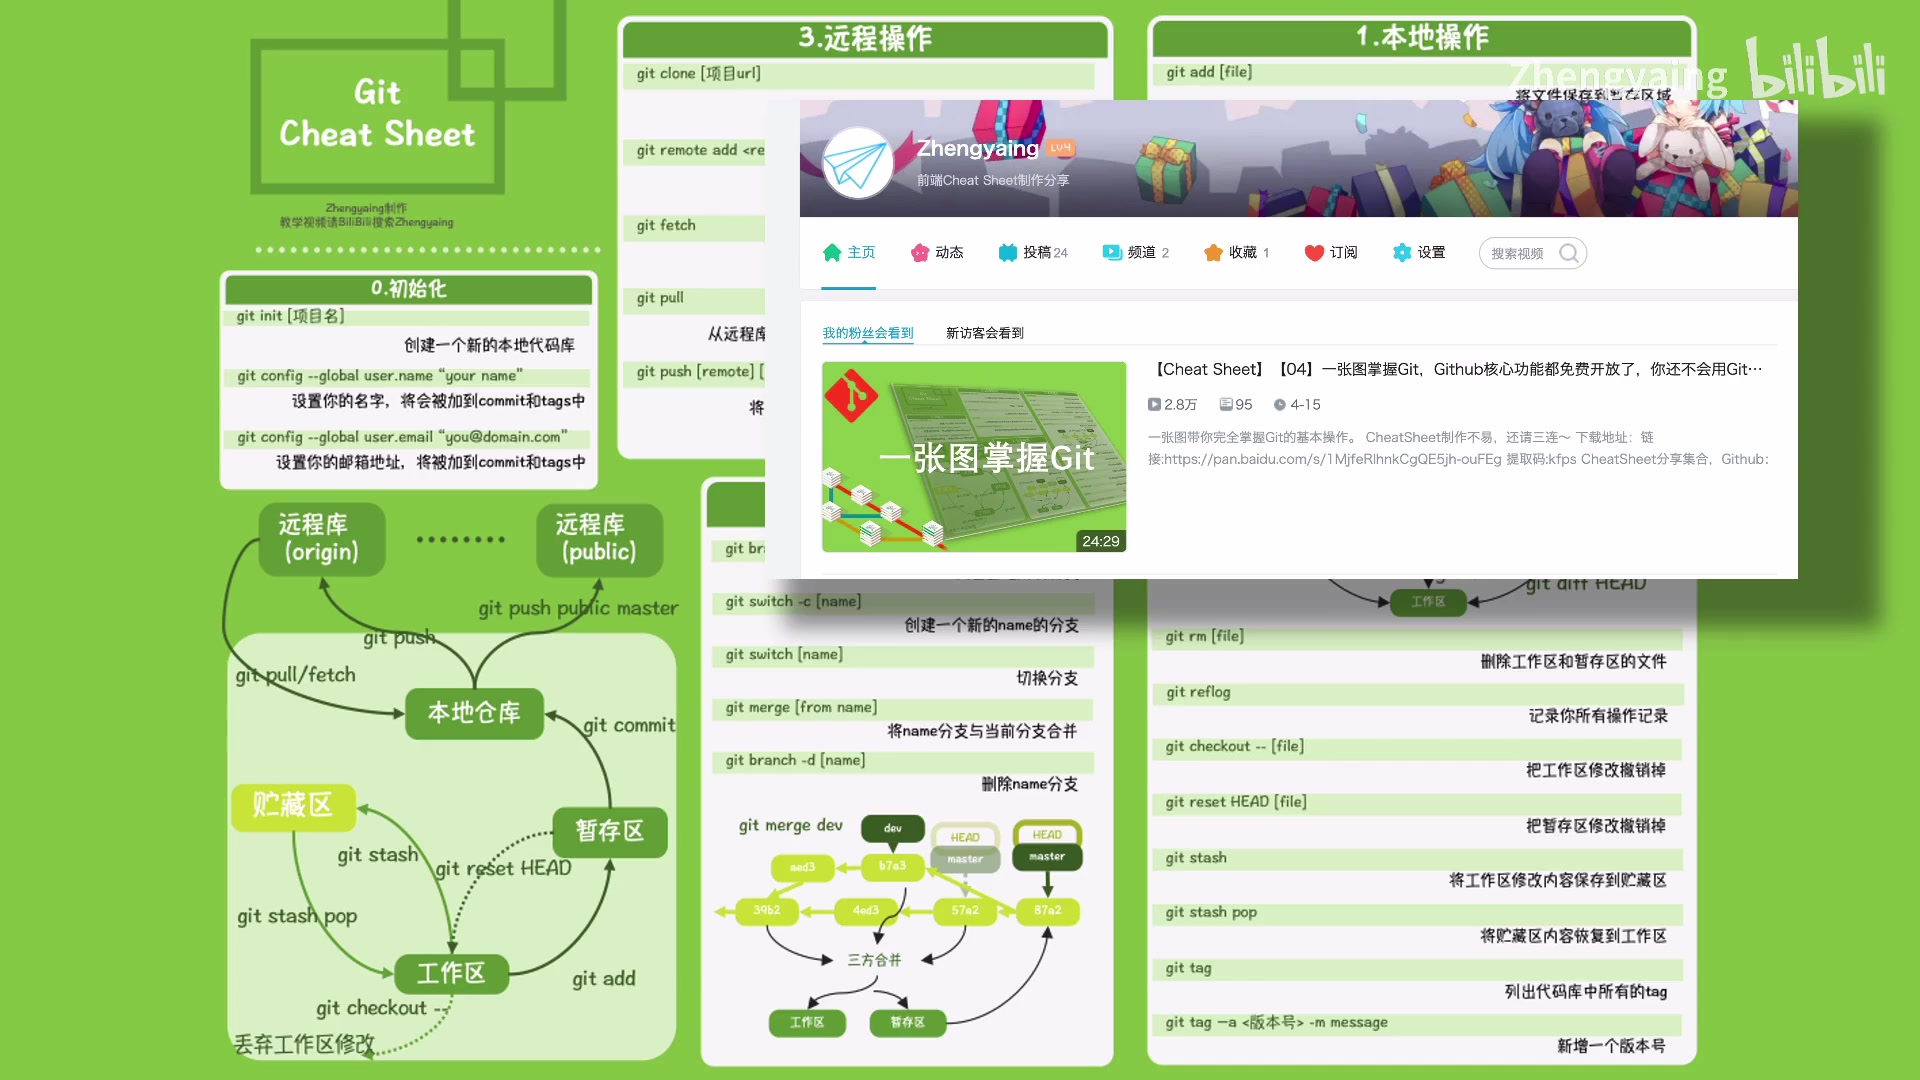 Git
Cheat Sheet
Zhengyaing制作
教学视频请BiliBili搜索Zhengyaing
0.初始化
git init [项目名]
创建一个新的本地代码库
git config --global user.name “your name”
设置你的名字，将会被加到commit和tags中
git config --global user.email “you@domain.com”
设置你的邮箱地址，将被加到commit和tags中
远程库
(origin)
远程库
(public)
git push public master
git push
git pull/fetch
本地仓库
git commit
贮藏区
暂存区
git stash
git reset HEAD
git stash pop
工作区
git add
git checkout --
丢弃工作区修改
3.远程操作
git clone [项目url]
git remote add <re
git fetch
git pull
从远程库
git push [remote] [
将
git br
git switch -c [name]
创建一个新的name的分支
git switch [name]
切换分支
git merge [from name]
将name分支与当前分支合并
git branch -d [name]
删除name分支
git merge dev
dev
HEAD
HEAD
master
master
aed3
b7a3
39b2
4ed3
57a2
87a2
三方合并
工作区
暂存区
1.本地操作
git add [file]
将文件保存到暂存区域
Zhengyaing bilibili
Zhengyaing LV4
前端Cheat Sheet制作分享
主页 动态 投稿 24 频道 2 收藏 1 订阅 设置 搜索视频
我的粉丝会看到 新访客会看到
一张图掌握Git
24:29
【Cheat Sheet】【04】一张图掌握Git，Github核心功能都免费开放了，你还不会用Git…
2.8万 95 4-15
一张图带你完全掌握Git的基本操作。 CheatSheet制作不易，还请三连～ 下载地址：链
接:https://pan.baidu.com/s/1MjfeRlhnkCgQE5jh-ouFEg 提取码:kfps CheatSheet分享集合，Github：
git diff HEAD
工作区
git rm [file]
删除工作区和暂存区的文件
git reflog
记录你所有操作记录
git checkout -- [file]
把工作区修改撤销掉
git reset HEAD [file]
把暂存区修改撤销掉
git stash
将工作区修改内容保存到贮藏区
git stash pop
将贮藏区内容恢复到工作区
git tag
列出代码库中所有的tag
git tag —a <版本号> -m message
新增一个版本号